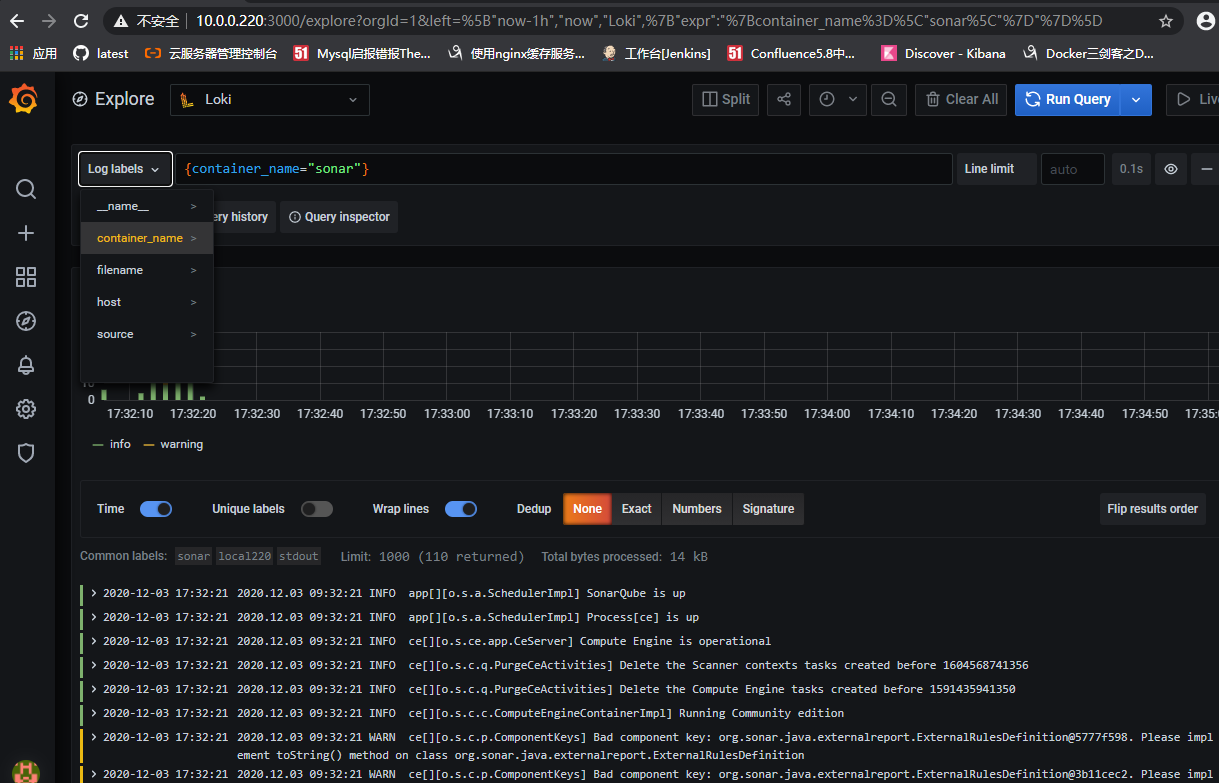 不安全 10.0.0.220:3000/explore?orgId=1&left=%5B"now-1h","now","Loki",%7B"expr":"%7Bcontainer_name%3D%5C"sonar%5C"%7D"%7D%5D
应用 latest 云服务器管理控制台 51 Mysql启报错报The... 使用nginx缓存服务... 工作台[Jenkins] 51 Confluence5.8中... Discover - Kibana Docker三剑客之D...
Explore Loki Split Clear All Run Query Live
Log labels {container_name="sonar"} Line limit auto 0.1s
__name__ >
ery history Query inspector
container_name >
filename >
host >
source >
0
17:32:10 17:32:20 17:32:30 17:32:40 17:32:50 17:33:00 17:33:10 17:33:20 17:33:30 17:33:40 17:33:50 17:34:00 17:34:10 17:34:20 17:34:30 17:34:40 17:34:50 17:35:0
info warning
Time Unique labels Wrap lines Dedup None Exact Numbers Signature Flip results order
Common labels: sonar local220 stdout Limit: 1000 (110 returned) Total bytes processed: 14 kB
> 2020-12-03 17:32:21 2020.12.03 09:32:21 INFO app[][o.s.a.SchedulerImpl] SonarQube is up
> 2020-12-03 17:32:21 2020.12.03 09:32:21 INFO app[][o.s.a.SchedulerImpl] Process[ce] is up
> 2020-12-03 17:32:21 2020.12.03 09:32:21 INFO ce[][o.s.ce.app.CeServer] Compute Engine is operational
> 2020-12-03 17:32:21 2020.12.03 09:32:21 INFO ce[][o.s.c.q.PurgeCeActivities] Delete the Scanner contexts tasks created before 1604568741356
> 2020-12-03 17:32:21 2020.12.03 09:32:21 INFO ce[][o.s.c.q.PurgeCeActivities] Delete the Compute Engine tasks created before 1591435941350
> 2020-12-03 17:32:21 2020.12.03 09:32:21 INFO ce[][o.s.c.c.ComputeEngineContainerImpl] Running Community edition
> 2020-12-03 17:32:21 2020.12.03 09:32:21 WARN ce[][o.s.c.p.ComponentKeys] Bad component key: org.sonar.java.externalreport.ExternalRulesDefinition@5777f598. Please impl
ement toString() method on class org.sonar.java.externalreport.ExternalRulesDefinition
> 2020-12-03 17:32:21 2020.12.03 09:32:21 WARN ce[][o.s.c.p.ComponentKeys] Bad component key: org.sonar.java.externalreport.ExternalRulesDefinition@3b11cec2. Please impl